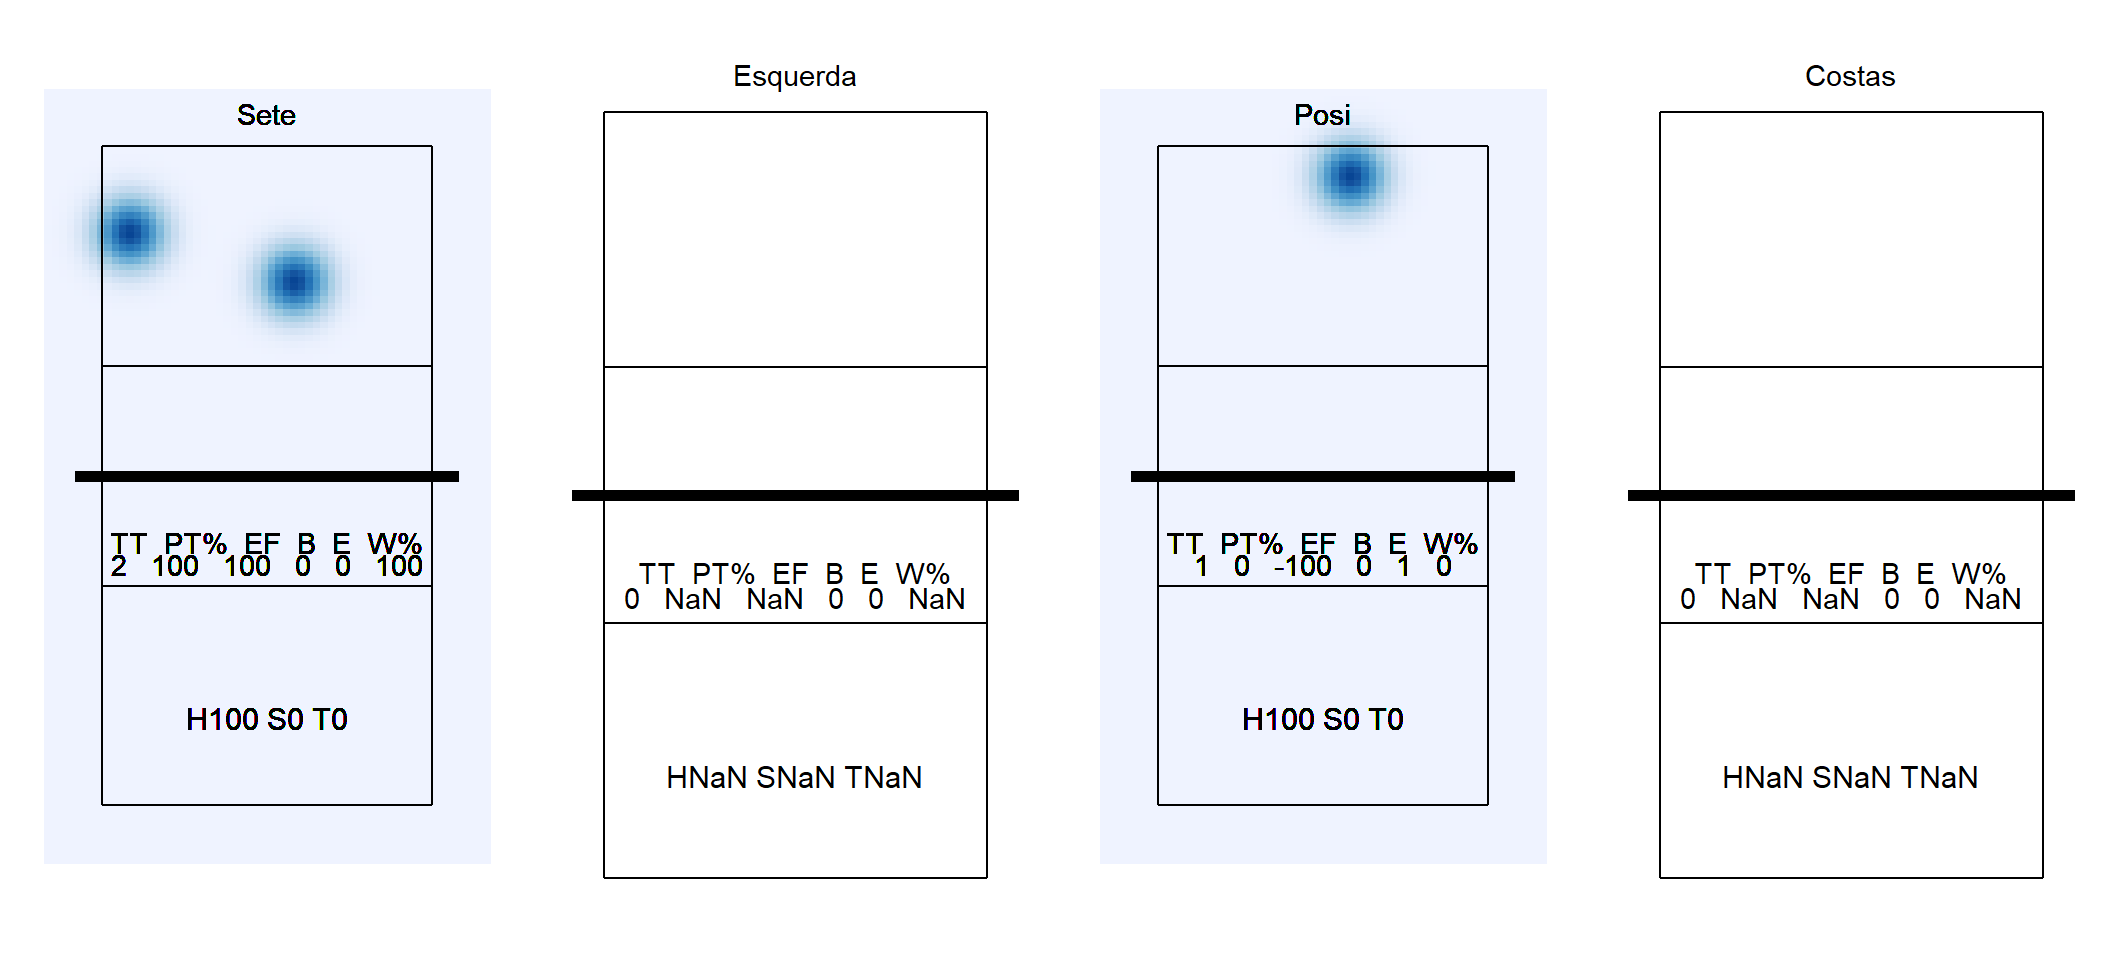 Sete
TT PT% EF B E W%
2 100 100 0 0 100
H100 S0 T0
Esquerda
TT PT% EF B E W%
0 NaN NaN 0 0 NaN
HNaN SNaN TNaN
Posi
TT PT% EF B E W%
1 0 -100 0 1 0
H100 S0 T0
Costas
TT PT% EF B E W%
0 NaN NaN 0 0 NaN
HNaN SNaN TNaN